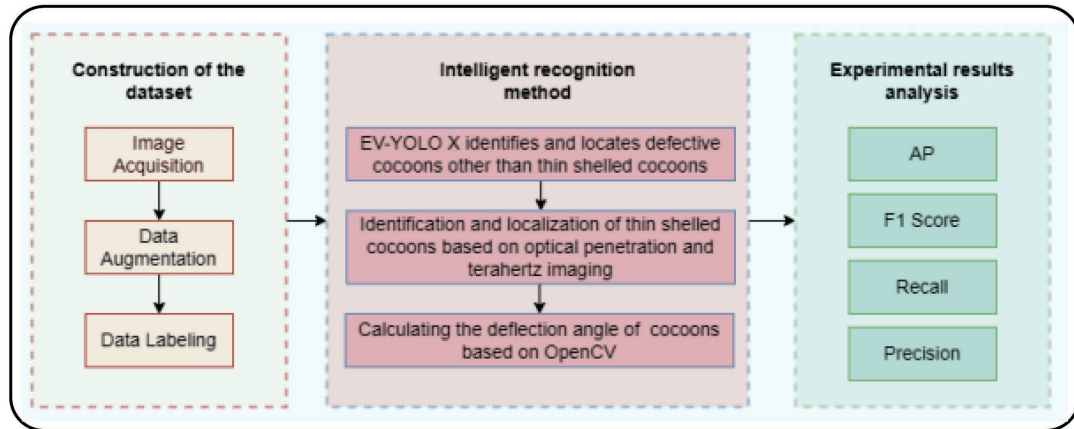 Construction of the
dataset
Image
Acquisition
Data
Augmentation
Data Labeling
Intelligent recognition
method
EV-YOLO X identifies and locates defective
cocoons other than thin shelled cocoons
Identification and localization of thin shelled
cocoons based on optical penetration and
terahertz imaging
Calculating the deflection angle of cocoons
based on OpenCV
Experimental results
analysis
AP
F1 Score
Recall
Precision